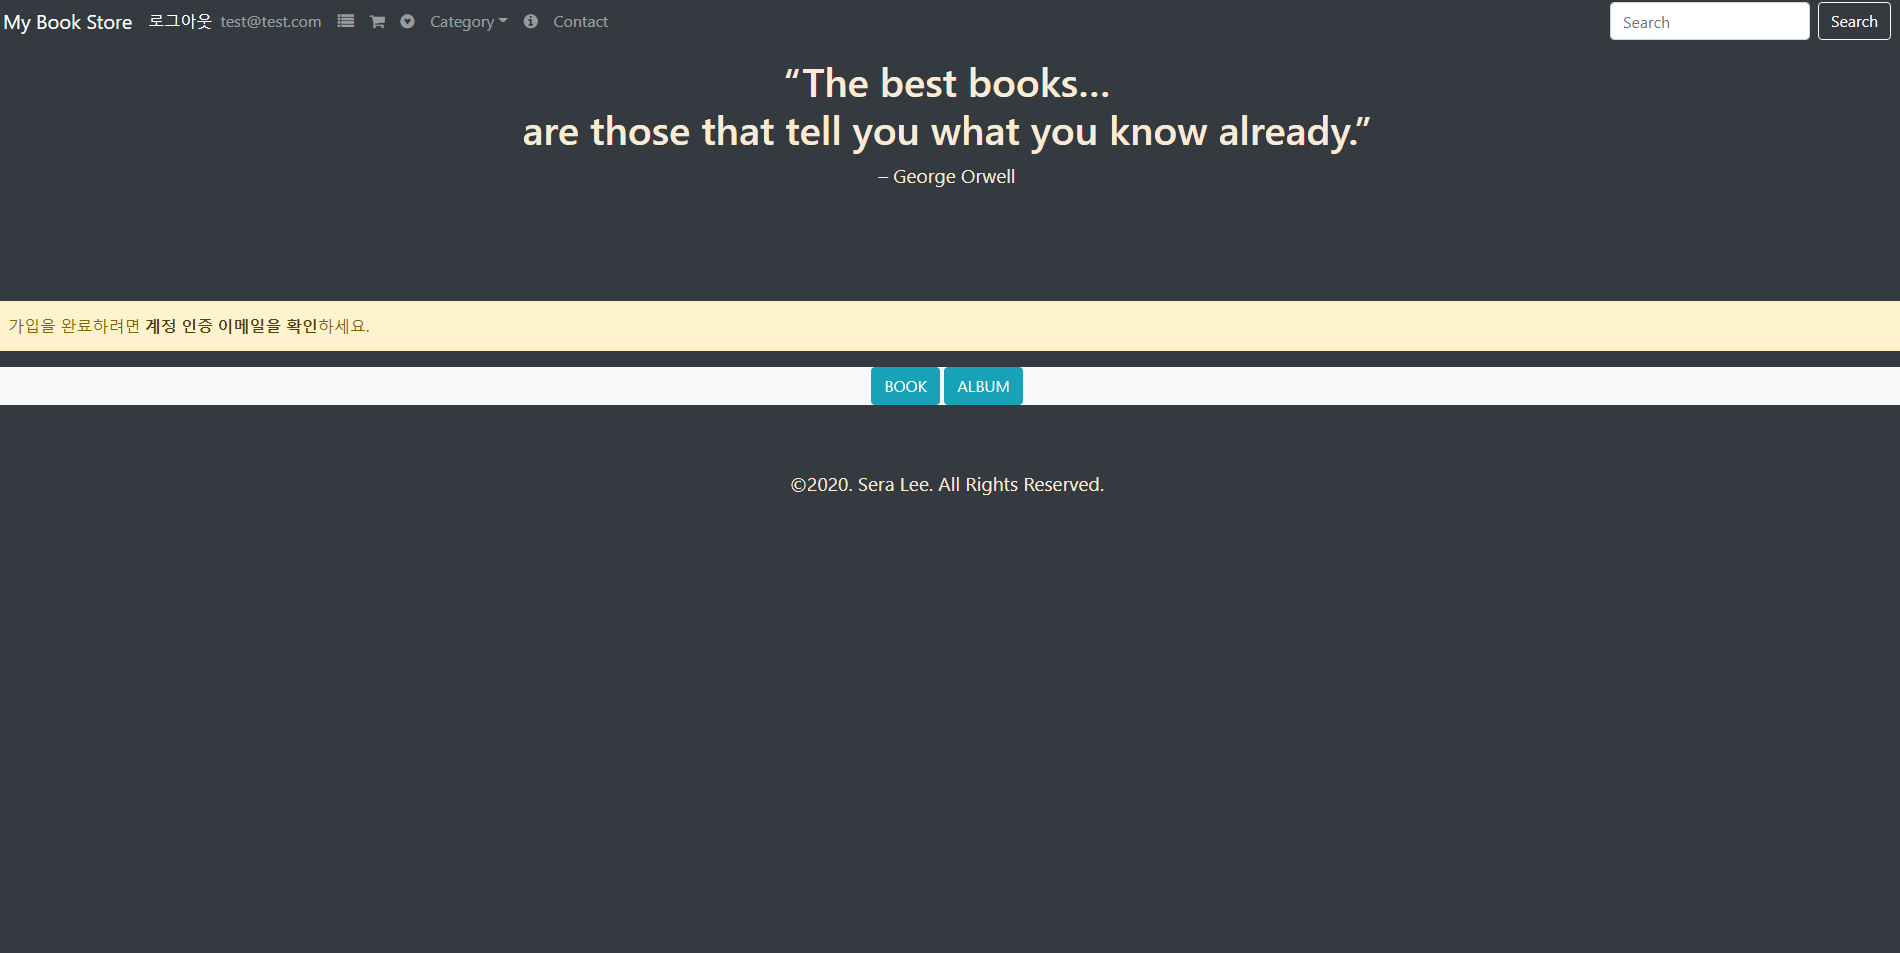 My Book Store 로그아웃 test@test.com Category Contact Search Search
“The best books...
are those that tell you what you know already.”
– George Orwell
가입을 완료하려면 계정 인증 이메일을 확인하세요.
BOOK ALBUM
©2020. Sera Lee. All Rights Reserved.